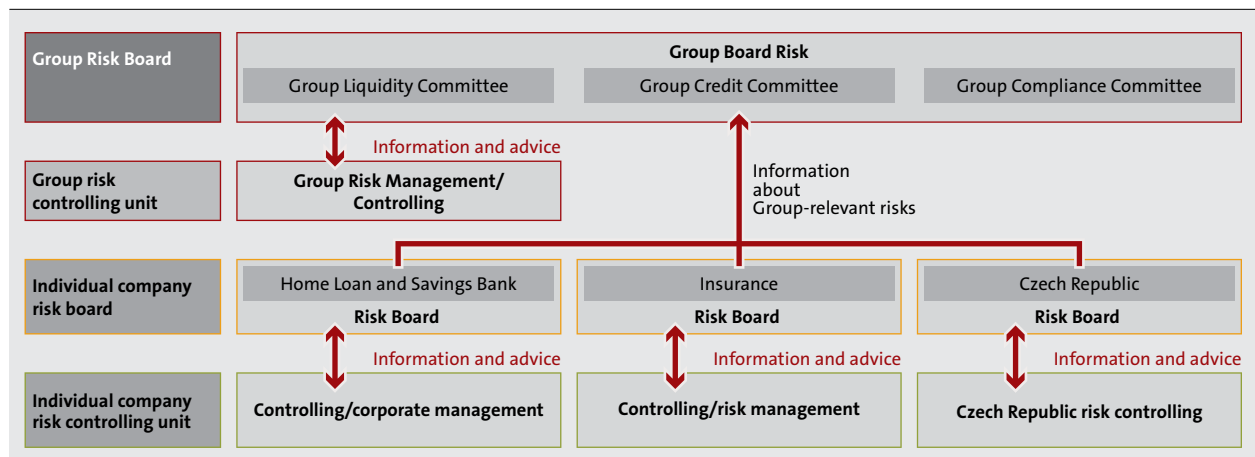 Group Risk Board
Group Board Risk
Group Liquidity Committee
Group Credit Committee
Group Compliance Committee
Information and advice
Group risk
controlling unit
Group Risk Management/
Controlling
Information
about
Group-relevant risks
Individual company
risk board
Home Loan and Savings Bank
Risk Board
Insurance
Risk Board
Czech Republic
Risk Board
Information and advice
Information and advice
Information and advice
Individual company
risk controlling unit
Controlling/corporate management
Controlling/risk management
Czech Republic risk controlling